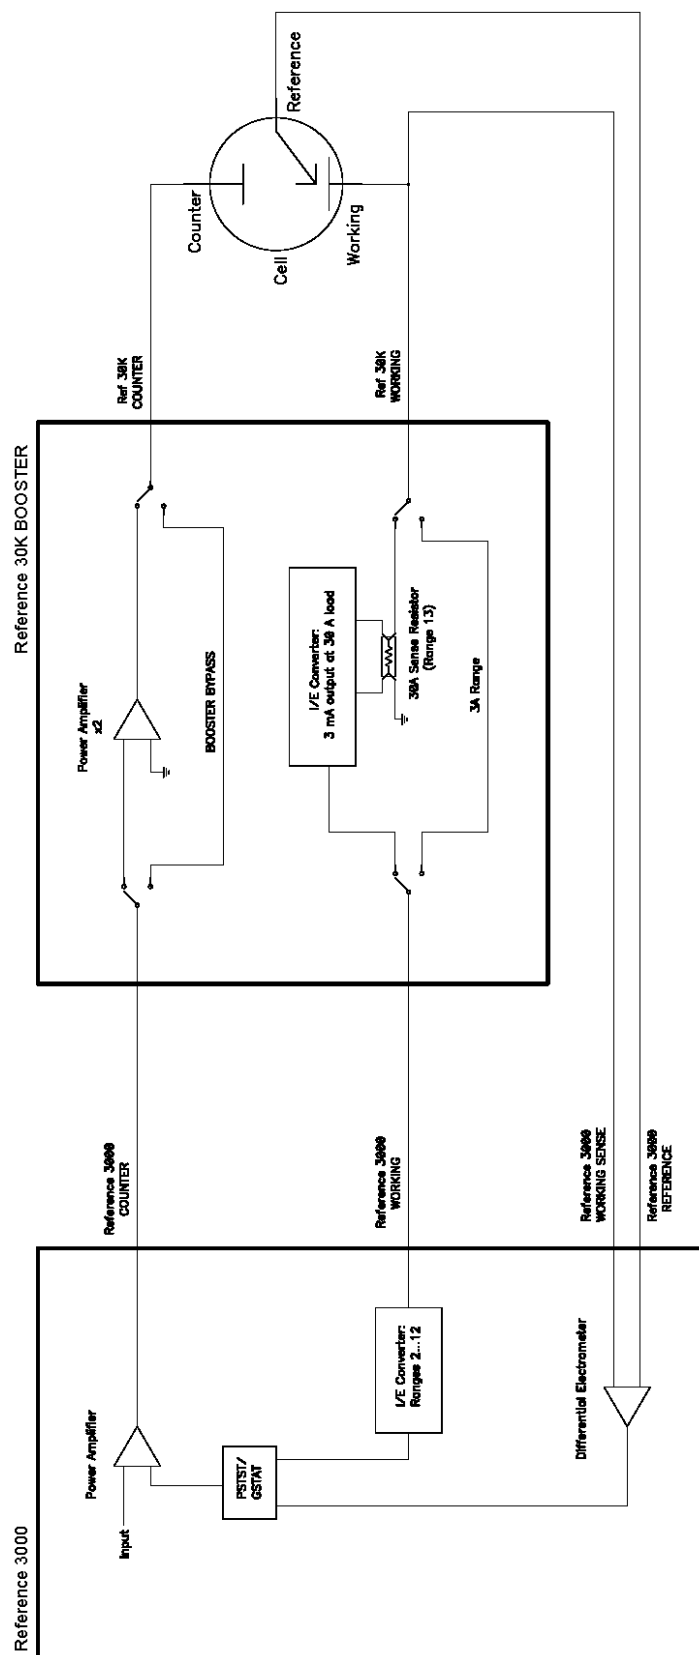 Reference 3000
Input
Power Amplifier
PSTST/
GSTAT
I/E Converter:
Ranges 2...12
Differential Electrometer
Reference 3000
COUNTER
Reference 3000
WORKING
Reference 3000
WORKING SENSE
Reference 3000
REFERENCE
Reference 30K BOOSTER
Power Amplifier
x2
BOOSTER BYPASS
I/E Converter:
3 mA output at 30 A load
30A Sense Resistor
(Range 13)
3A Range
Ref 30K
COUNTER
Ref 30K
WORKING
Counter
Cell
Working
Reference